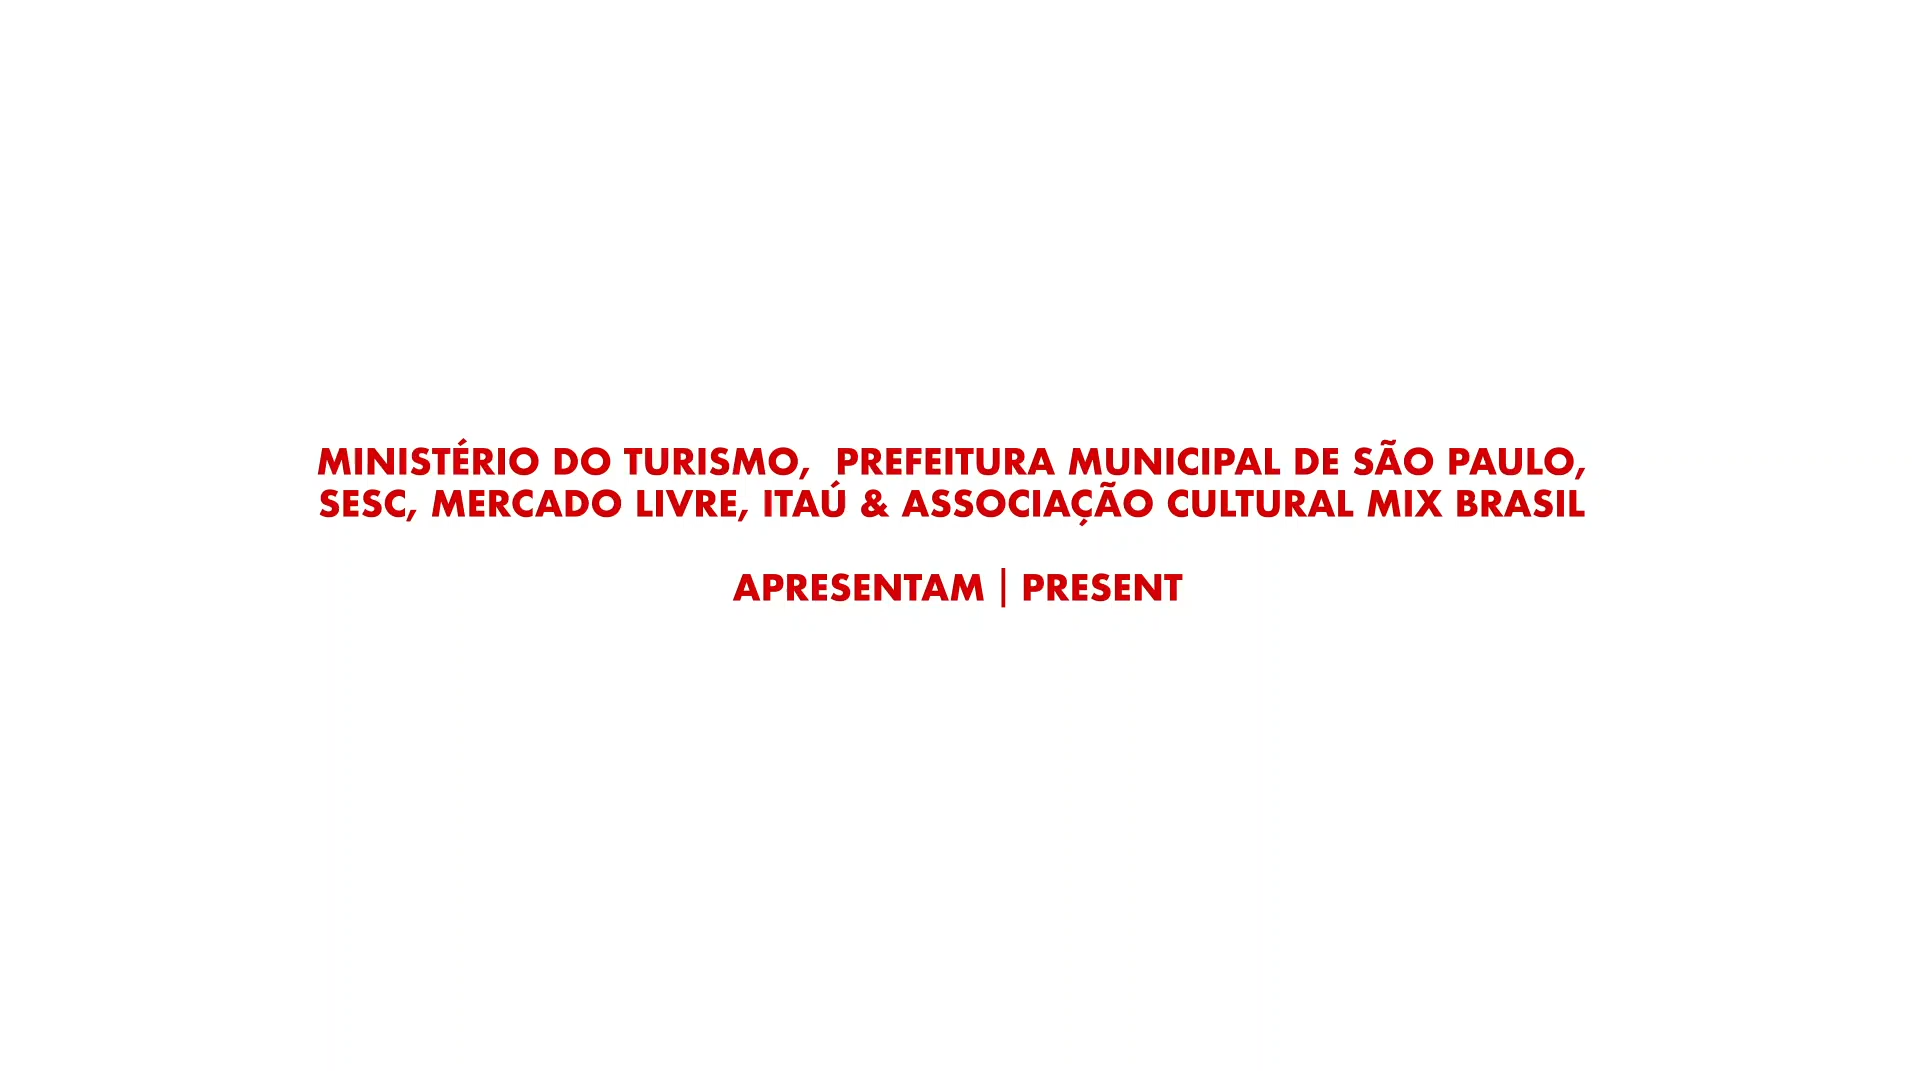 MINISTÉRIO DO TURISMO,  PREFEITURA MUNICIPAL DE SÃO PAULO,
SESC, MERCADO LIVRE, ITAÚ & ASSOCIAÇÃO CULTURAL MIX BRASIL
APRESENTAM | PRESENT